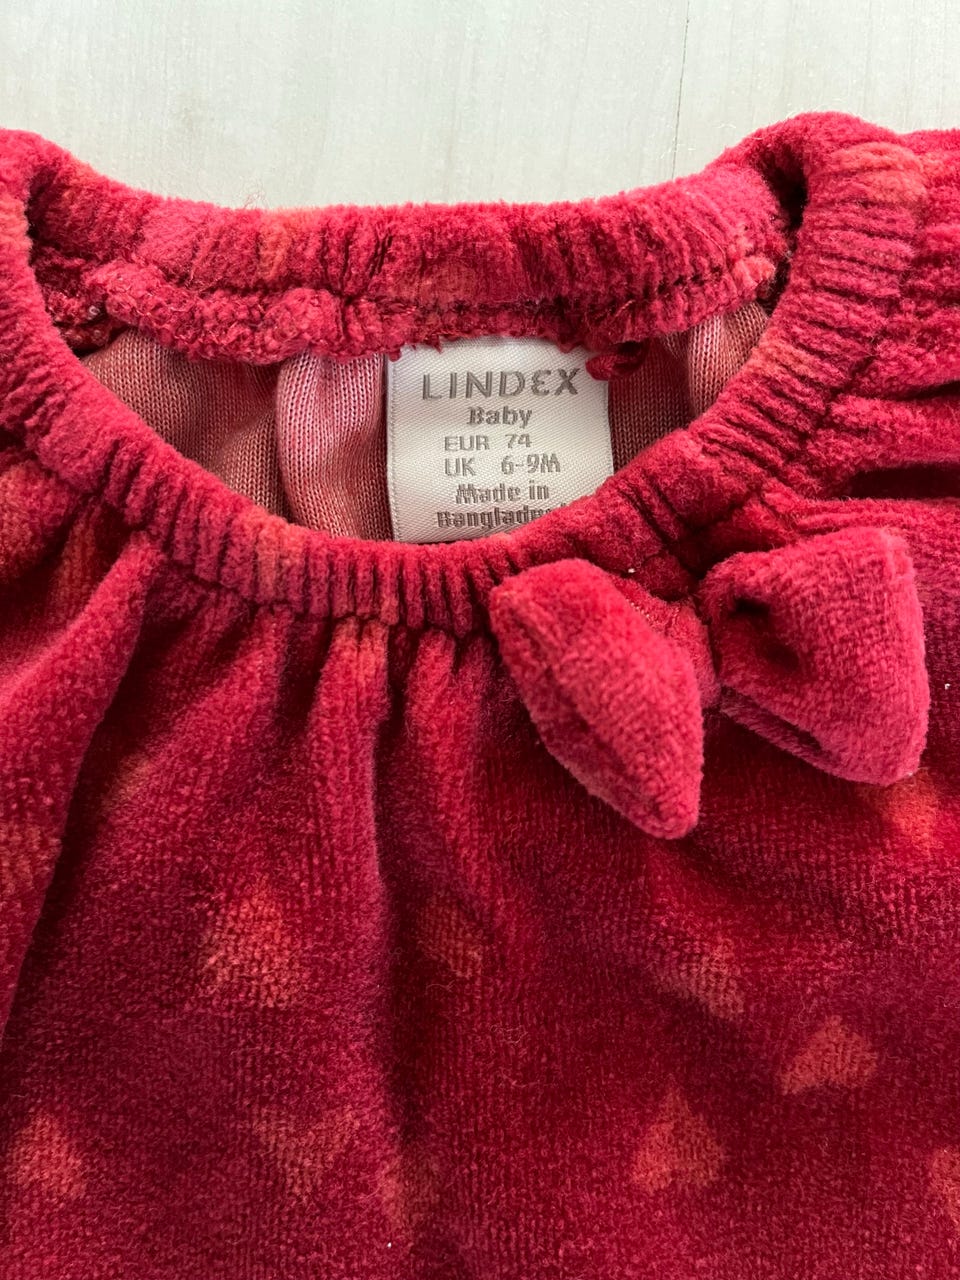 LINDEX
Baby
EUR 74
UK 6-9M
Made in